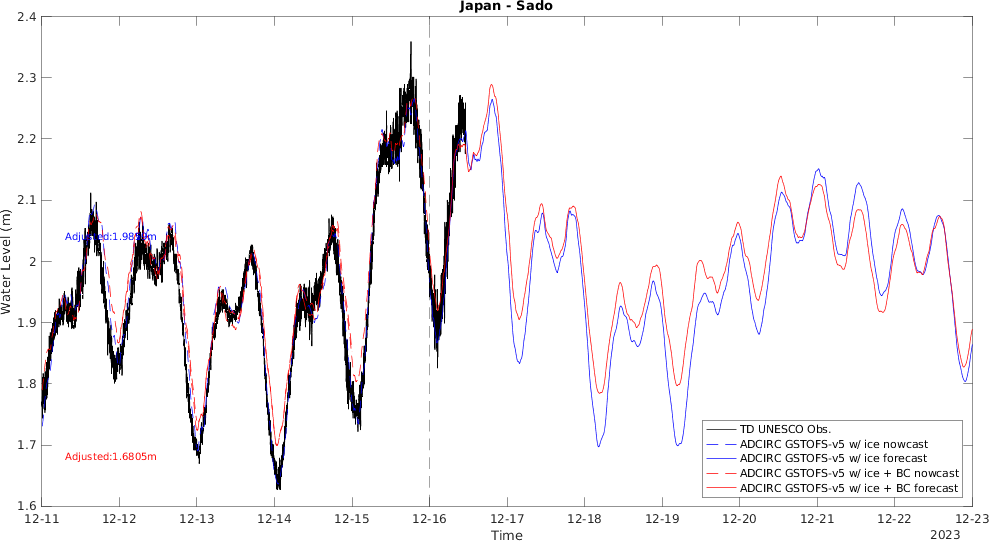 Japan - Sado
2.4
2.3
2.2
2.1
2
1.9
1.8
1.7
1.6
Water Level (m)
Adjusted:1.6805m
TD UNESCO Obs.
ADCIRC GSTOFS-v5 w/ ice nowcast
ADCIRC GSTOFS-v5 w/ ice forecast
ADCIRC GSTOFS-v5 w/ ice + BC nowcast
ADCIRC GSTOFS-v5 w/ ice + BC forecast
12-11 12-12 12-13 12-14 12-15 12-16 12-17 12-18 12-19 12-20 12-21 12-22 12-23
Time
2023